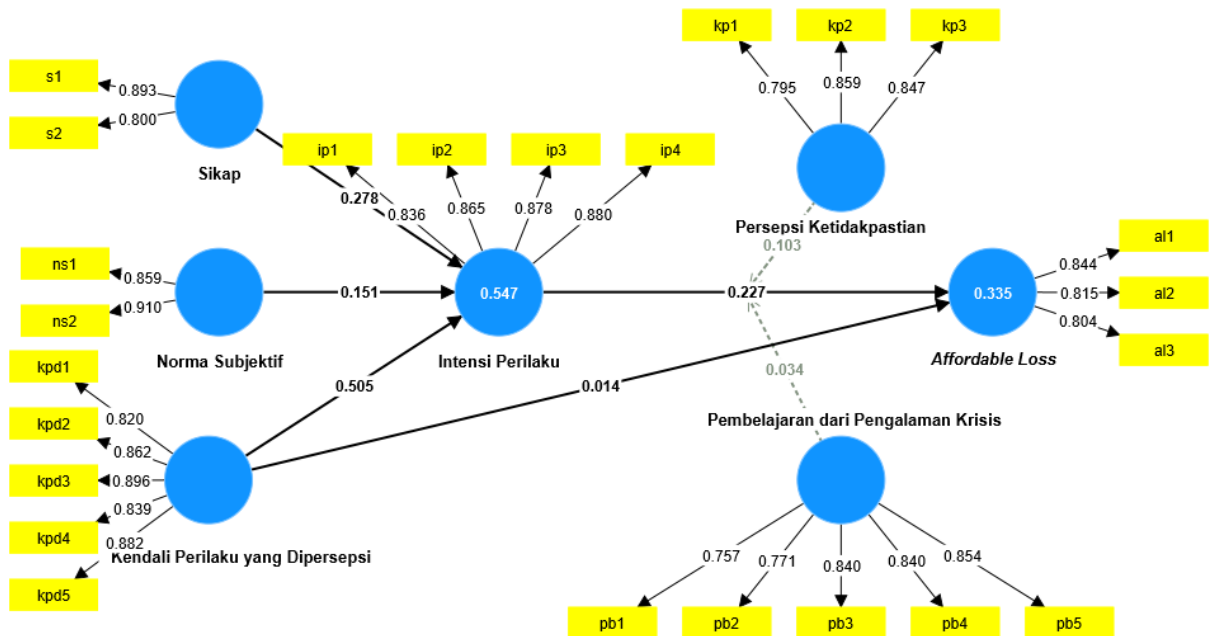 s1
0.893
s2
0.800
Sikap
0.278
ns1
0.859
ns2
0.910
Norma Subjektif
0.151
kpd1
0.820
kpd2
0.862
kpd3
0.896
kpd4
0.839
kpd5
0.882
Kendali Perilaku yang Dipersepsi
0.505
0.014
ip1
ip2
ip3
ip4
0.836
0.865
0.878
0.880
0.547
Intensi Perilaku
0.227
kp1
kp2
kp3
0.795
0.859
0.847
Persepsi Ketidakpastian
0.103
0.034
Pembelajaran dari Pengalaman Krisis
0.757
0.771
0.840
0.840
0.854
pb1
pb2
pb3
pb4
pb5
0.335
Affordable Loss
0.844
al1
0.815
al2
0.804
al3